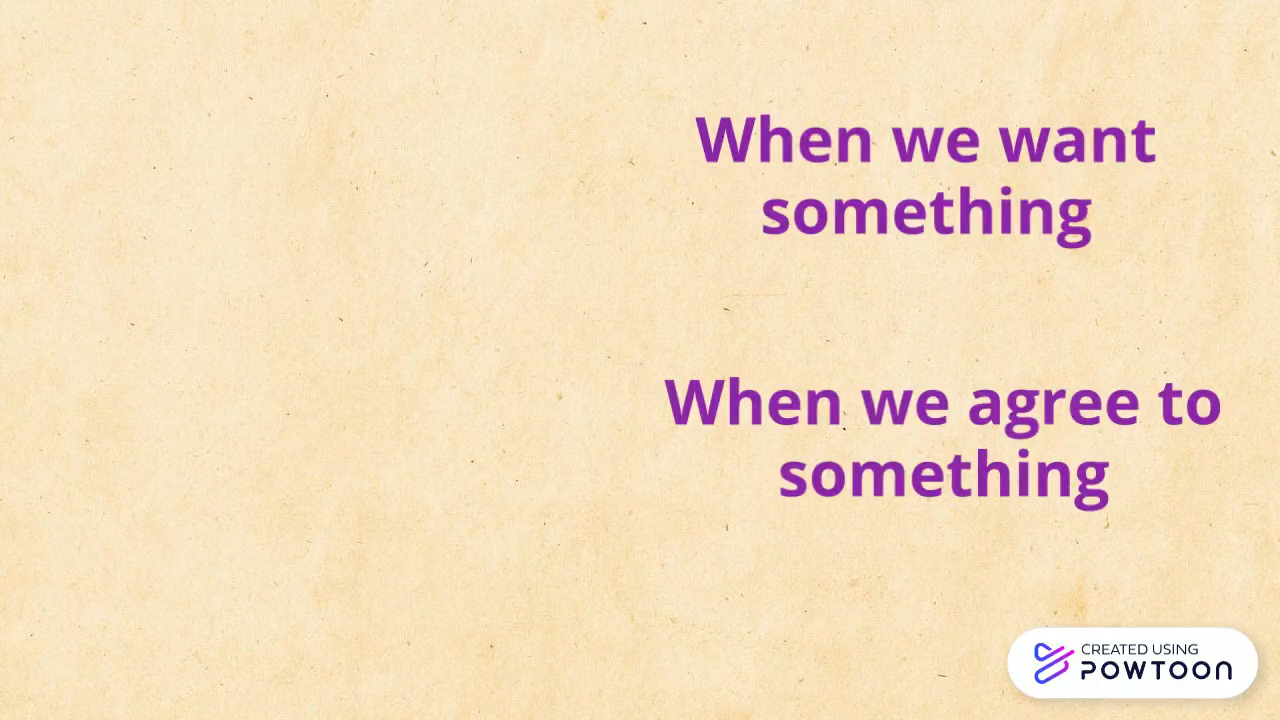 When we want
something
When we agree to
something
CREATED USING
POWTOON